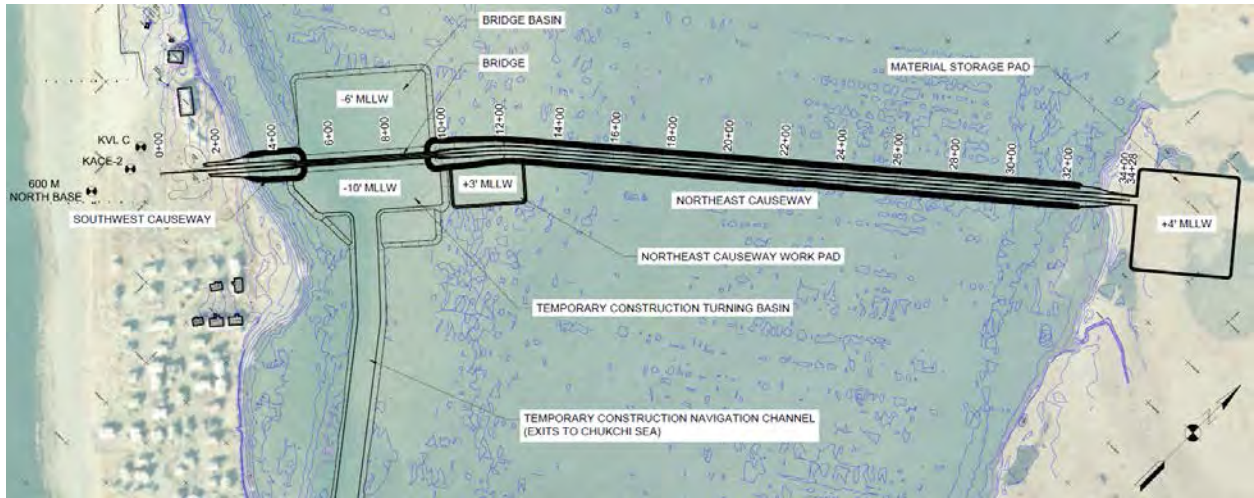 BRIDGE BASIN
BRIDGE
MATERIAL STORAGE PAD
-6' MLLW
KVL C
KACE-2
600 M
NORTH BASE
0+00
2+00
4+00
6+00
8+00
10+00
12+00
14+00
16+00
18+00
20+00
22+00
24+00
26+00
28+00
30+00
32+00
34+00
34+28
-10' MLLW
+3' MLLW
SOUTHWEST CAUSEWAY
NORTHEAST CAUSEWAY
+4' MLLW
NORTHEAST CAUSEWAY WORK PAD
TEMPORARY CONSTRUCTION TURNING BASIN
TEMPORARY CONSTRUCTION NAVIGATION CHANNEL
(EXITS TO CHUKCHI SEA)